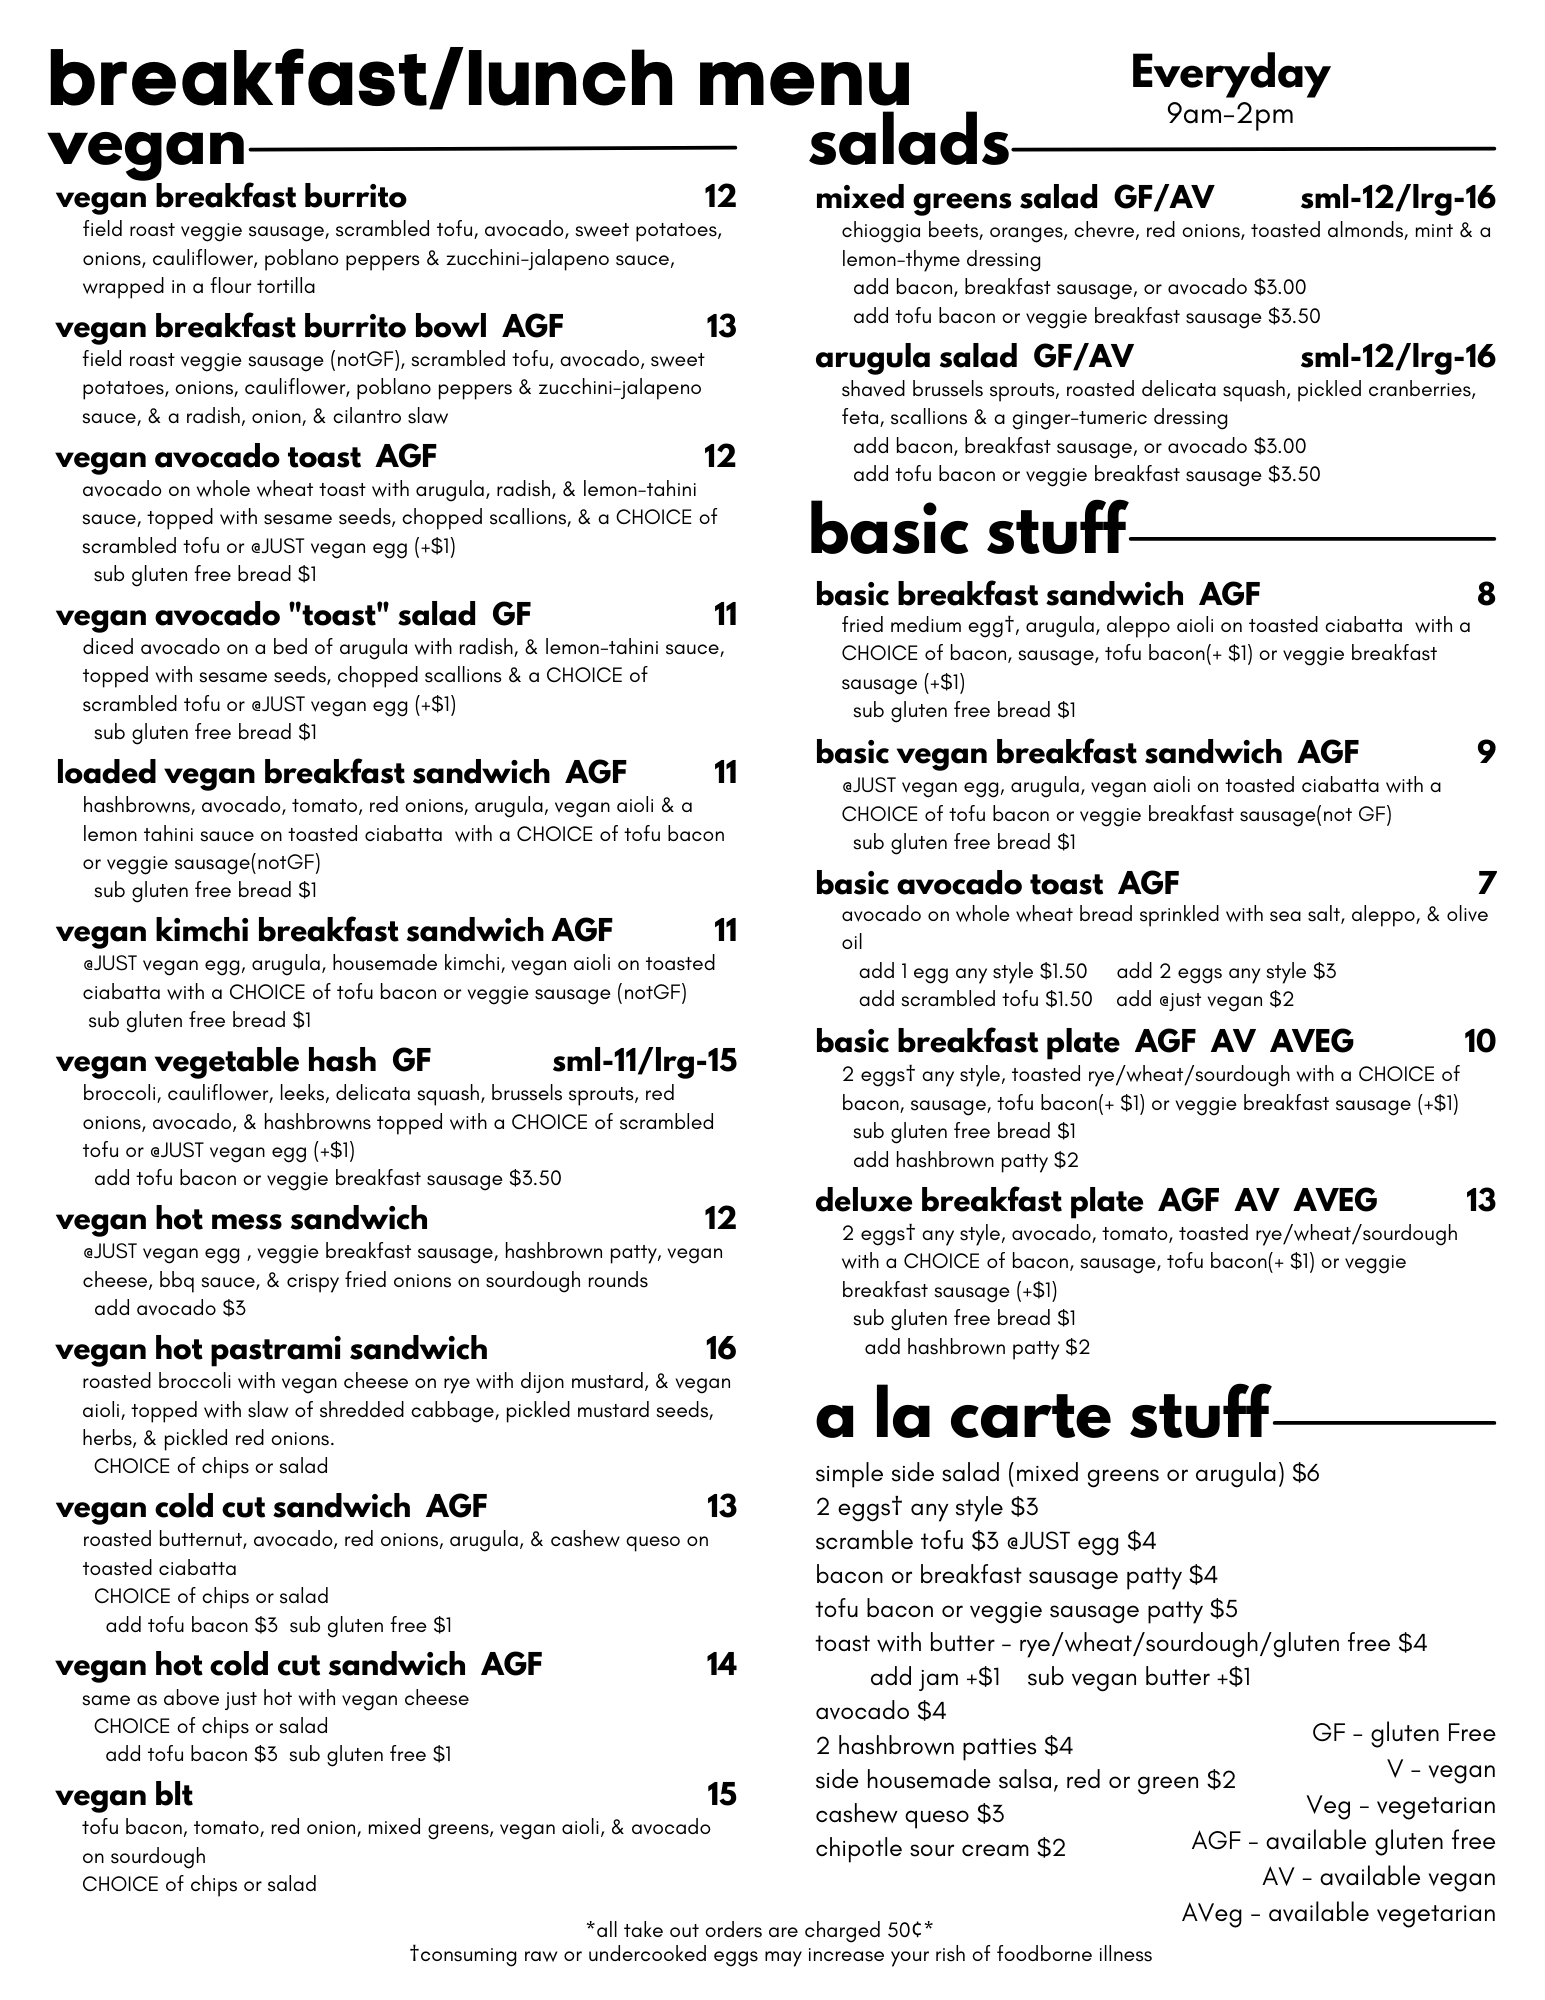 breakfast/lunch menu
Everyday
9am-2pm
vegan
vegan breakfast burrito 12
field roast veggie sausage, scrambled tofu, avocado, sweet potatoes,
onions, cauliflower, poblano peppers & zucchini-jalapeno sauce,
wrapped in a flour tortilla
vegan breakfast burrito bowl AGF 13
field roast veggie sausage (notGF), scrambled tofu, avocado, sweet
potatoes, onions, cauliflower, poblano peppers & zucchini-jalapeno
sauce, & a radish, onion, & cilantro slaw
vegan avocado toast AGF 12
avocado on whole wheat toast with arugula, radish, & lemon-tahini
sauce, topped with sesame seeds, chopped scallions, & a CHOICE of
scrambled tofu or @JUST vegan egg (+$1)
sub gluten free bread $1
vegan avocado "toast" salad GF 11
diced avocado on a bed of arugula with radish, & lemon-tahini sauce,
topped with sesame seeds, chopped scallions & a CHOICE of
scrambled tofu or @JUST vegan egg (+$1)
sub gluten free bread $1
loaded vegan breakfast sandwich AGF 11
hashbrowns, avocado, tomato, red onions, arugula, vegan aioli & a
lemon tahini sauce on toasted ciabatta with a CHOICE of tofu bacon
or veggie sausage(notGF)
sub gluten free bread $1
vegan kimchi breakfast sandwich AGF 11
@JUST vegan egg, arugula, housemade kimchi, vegan aioli on toasted
ciabatta with a CHOICE of tofu bacon or veggie sausage (notGF)
sub gluten free bread $1
vegan vegetable hash GF sml-11/lrg-15
broccoli, cauliflower, leeks, delicata squash, brussels sprouts, red
onions, avocado, & hashbrowns topped with a CHOICE of scrambled
tofu or @JUST vegan egg (+$1)
add tofu bacon or veggie breakfast sausage $3.50
vegan hot mess sandwich 12
@JUST vegan egg , veggie breakfast sausage, hashbrown patty, vegan
cheese, bbq sauce, & crispy fried onions on sourdough rounds
add avocado $3
vegan hot pastrami sandwich 16
roasted broccoli with vegan cheese on rye with dijon mustard, & vegan
aioli, topped with slaw of shredded cabbage, pickled mustard seeds,
herbs, & pickled red onions.
CHOICE of chips or salad
vegan cold cut sandwich AGF 13
roasted butternut, avocado, red onions, arugula, & cashew queso on
toasted ciabatta
CHOICE of chips or salad
add tofu bacon $3 sub gluten free $1
vegan hot cold cut sandwich AGF 14
same as above just hot with vegan cheese
CHOICE of chips or salad
add tofu bacon $3 sub gluten free $1
vegan blt 15
tofu bacon, tomato, red onion, mixed greens, vegan aioli, & avocado
on sourdough
CHOICE of chips or salad
salads
mixed greens salad GF/AV sml-12/lrg-16
chioggia beets, oranges, chevre, red onions, toasted almonds, mint & a
lemon-thyme dressing
add bacon, breakfast sausage, or avocado $3.00
add tofu bacon or veggie breakfast sausage $3.50
arugula salad GF/AV sml-12/lrg-16
shaved brussels sprouts, roasted delicata squash, pickled cranberries,
feta, scallions & a ginger-tumeric dressing
add bacon, breakfast sausage, or avocado $3.00
add tofu bacon or veggie breakfast sausage $3.50
basic stuff
basic breakfast sandwich AGF 8
fried medium egg†, arugula, aleppo aioli on toasted ciabatta with a
CHOICE of bacon, sausage, tofu bacon(+ $1) or veggie breakfast
sausage (+$1)
sub gluten free bread $1
basic vegan breakfast sandwich AGF 9
@JUST vegan egg, arugula, vegan aioli on toasted ciabatta with a
CHOICE of tofu bacon or veggie breakfast sausage(not GF)
sub gluten free bread $1
basic avocado toast AGF 7
avocado on whole wheat bread sprinkled with sea salt, aleppo, & olive
oil
add 1 egg any style $1.50 add 2 eggs any style $3
add scrambled tofu $1.50 add @just vegan $2
basic breakfast plate AGF AV AVEG 10
2 eggs† any style, toasted rye/wheat/sourdough with a CHOICE of
bacon, sausage, tofu bacon(+ $1) or veggie breakfast sausage (+$1)
sub gluten free bread $1
add hashbrown patty $2
deluxe breakfast plate AGF AV AVEG 13
2 eggs† any style, avocado, tomato, toasted rye/wheat/sourdough
with a CHOICE of bacon, sausage, tofu bacon(+ $1) or veggie
breakfast sausage (+$1)
sub gluten free bread $1
add hashbrown patty $2
a la carte stuff
simple side salad (mixed greens or arugula) $6
2 eggs† any style $3
scramble tofu $3 @JUST egg $4
bacon or breakfast sausage patty $4
tofu bacon or veggie sausage patty $5
toast with butter - rye/wheat/sourdough/gluten free $4
add jam +$1 sub vegan butter +$1
avocado $4
2 hashbrown patties $4
side housemade salsa, red or green $2
cashew queso $3
chipotle sour cream $2
GF - gluten Free
V - vegan
Veg - vegetarian
AGF - available gluten free
AV - available vegan
AVeg - available vegetarian
*all take out orders are charged 50¢*
†consuming raw or undercooked eggs may increase your rish of foodborne illness